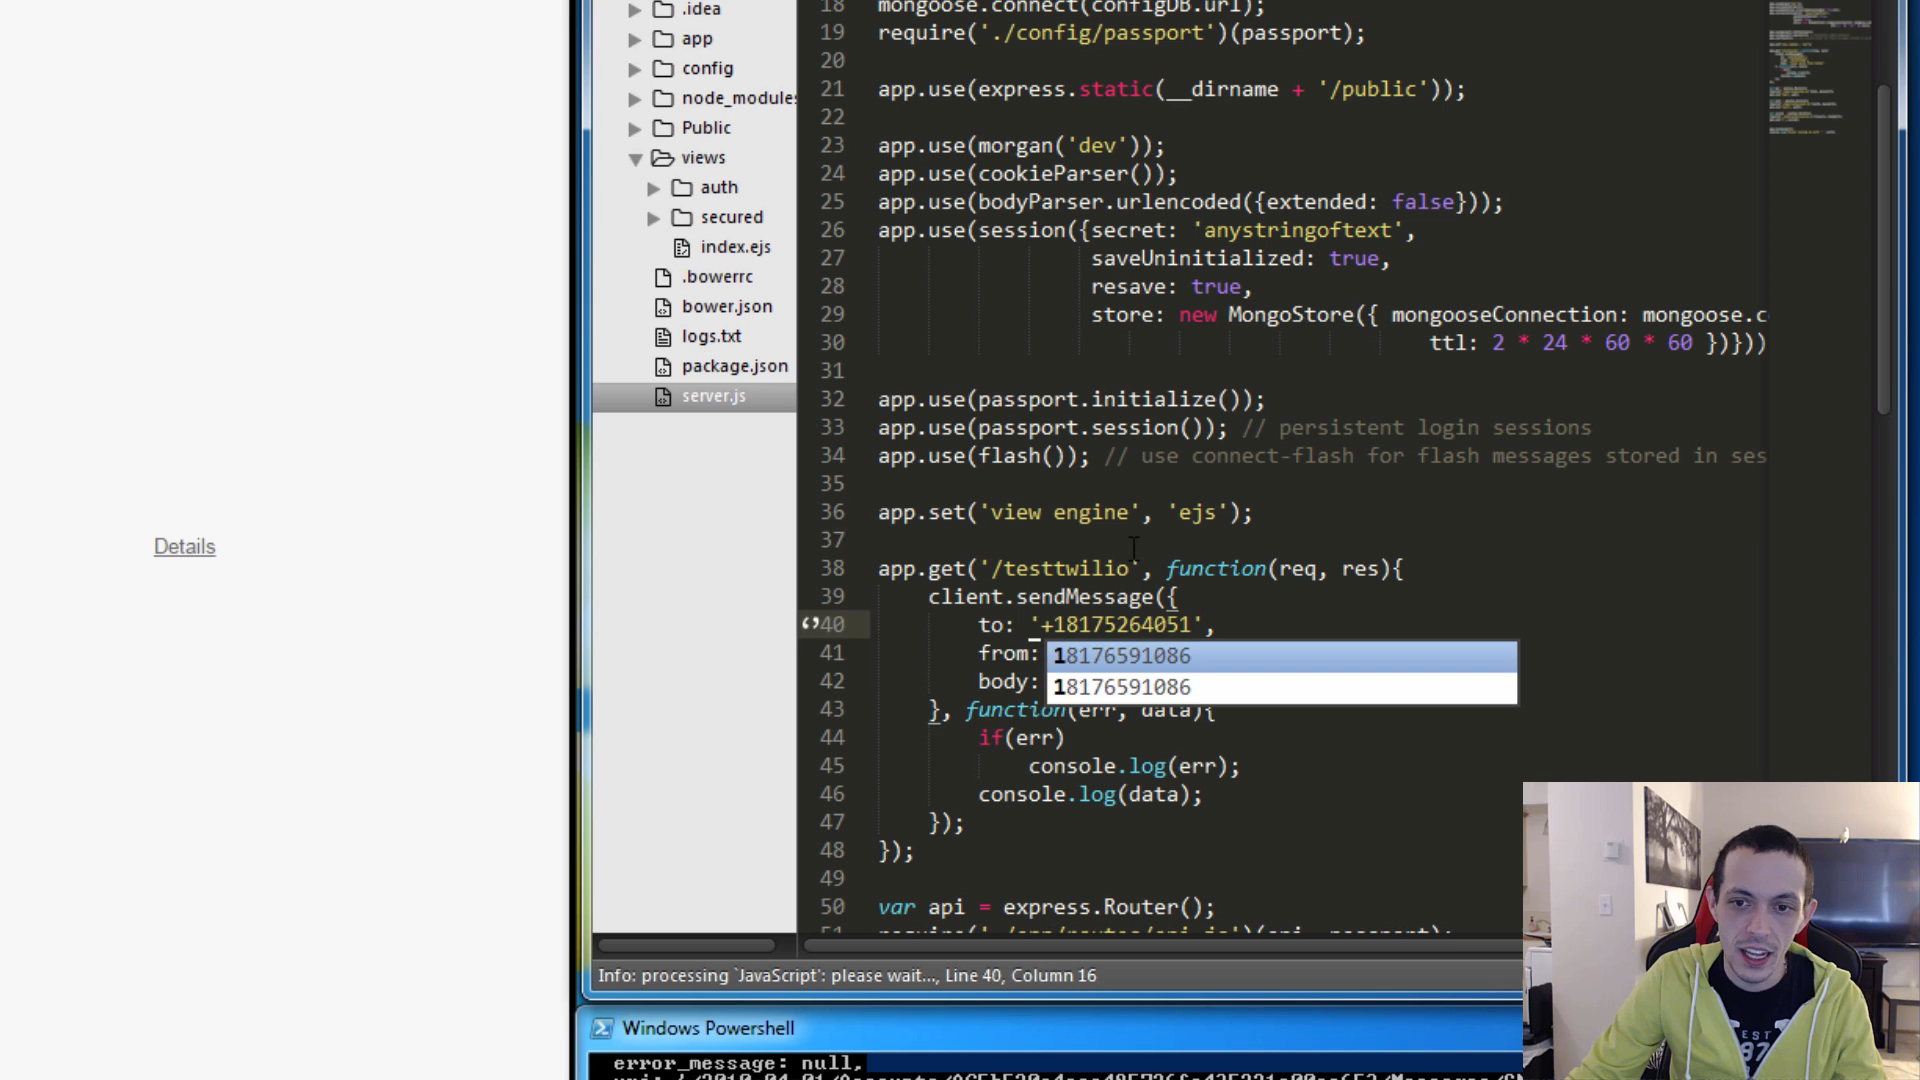 Details
.idea
app
config
node_modules
Public
views
auth
secured
index.ejs
.bowerrc
bower.json
logs.txt
package.json
server.js
18 mongoose.connect(configDB.url);
19 require('./config/passport')(passport);
20
21 app.use(express.static(__dirname + '/public'));
22
23 app.use(morgan('dev'));
24 app.use(cookieParser());
25 app.use(bodyParser.urlencoded({extended: false}));
26 app.use(session({secret: 'anystringoftext',
27 saveUninitialized: true,
28 resave: true,
29 store: new MongoStore({ mongooseConnection: mongoose.c
30 ttl: 2 * 24 * 60 * 60 })}))
31
32 app.use(passport.initialize());
33 app.use(passport.session()); // persistent login sessions
34 app.use(flash()); // use connect-flash for flash messages stored in ses
35
36 app.set('view engine', 'ejs');
37
38 app.get('/testtwilio', function(req, res){
39 client.sendMessage({
40 to: '+18175264051',
41 from:
18176591086
42 body:
18176591086
43 }, function(err, data){
44 if(err)
45 console.log(err);
46 console.log(data);
47 });
48 });
49
50 var api = express.Router();
51
Info: processing `JavaScript`: please wait..., Line 40, Column 16
Windows Powershell
error_message: null,